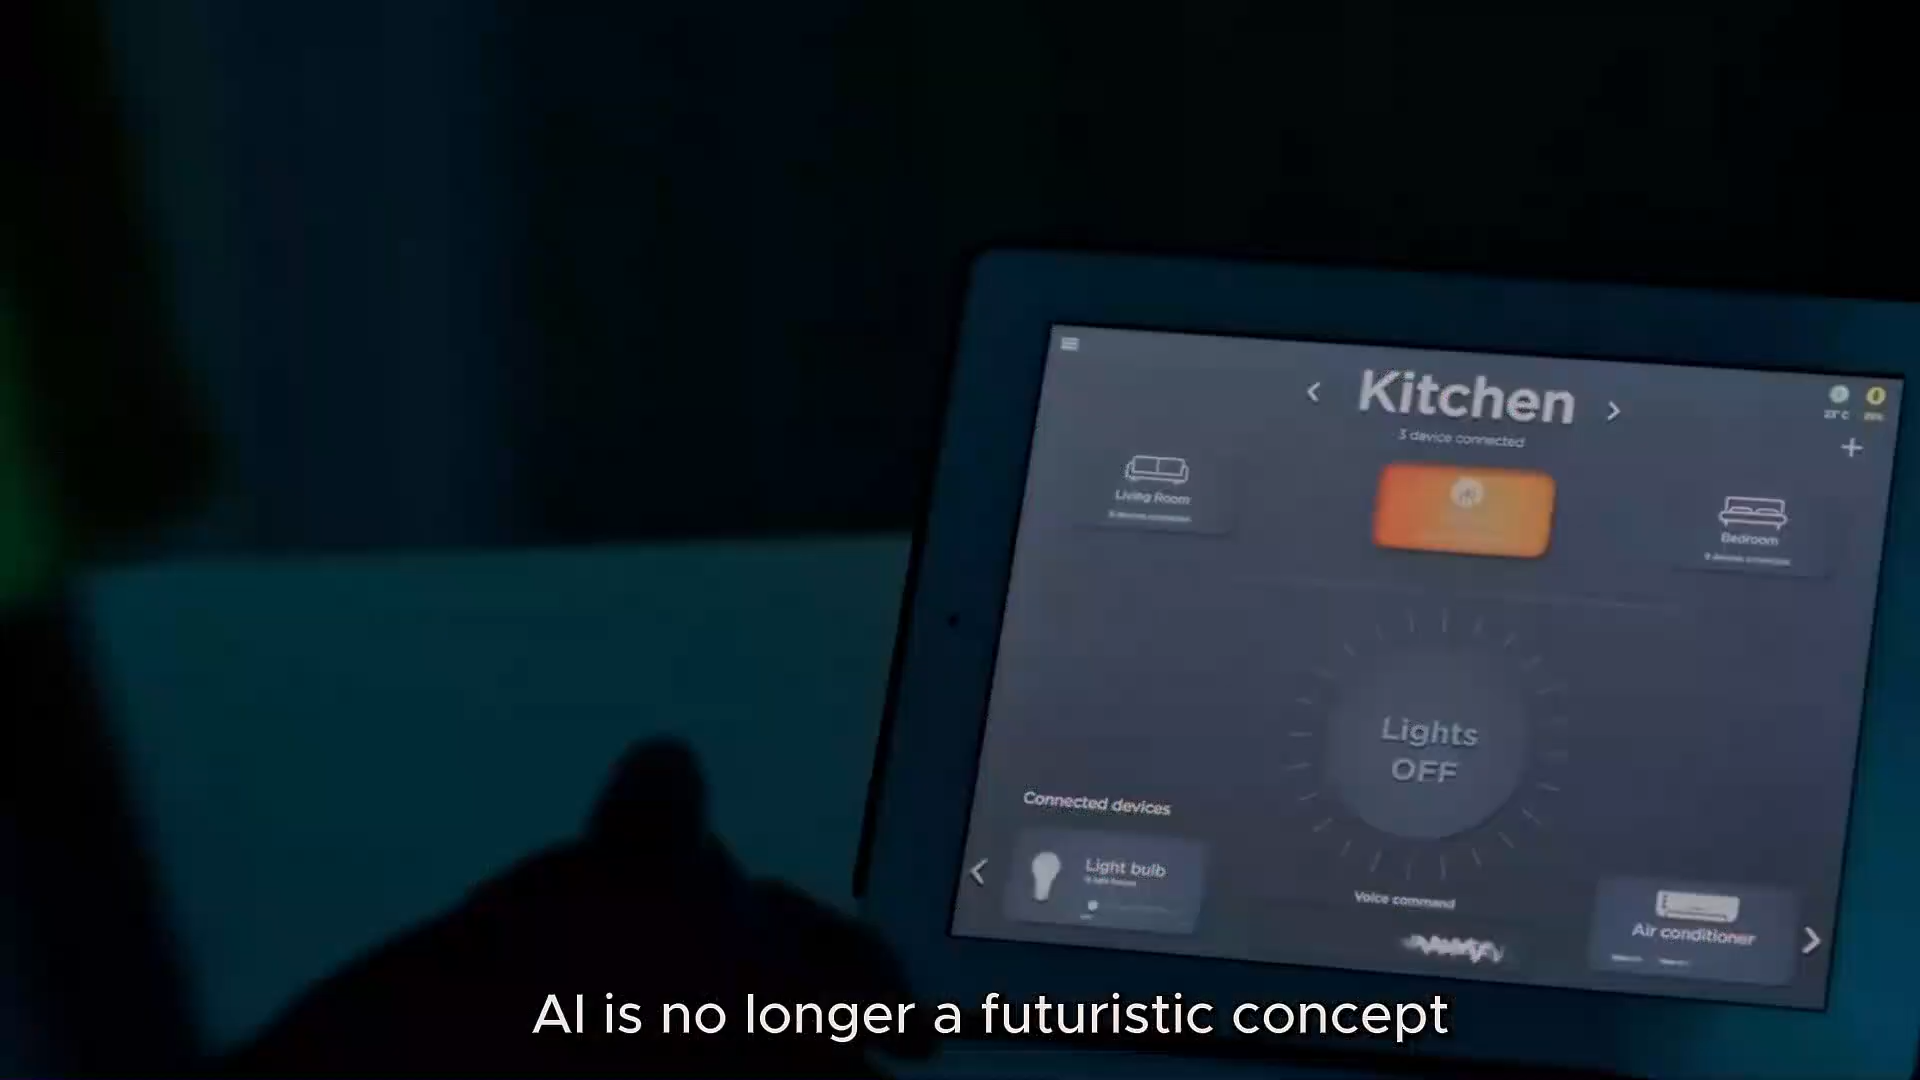 Kitchen
3 device connected
23°C
Living Room
Bedroom
Lights
OFF
Connected devices
Light bulb
Voice command
Air conditioner
AI is no longer a futuristic concept